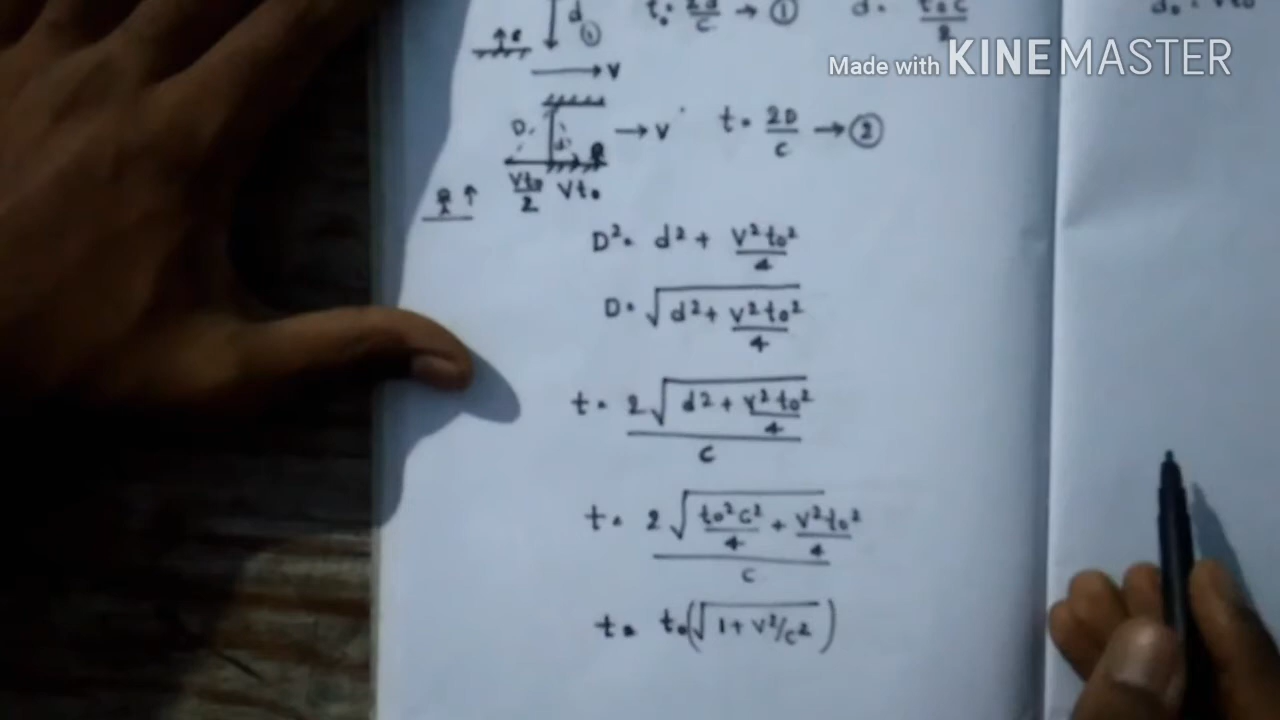 d t₀ = 2d/c → ① d = t₀c/2
①
Made with KINEMASTER
→ V
D d → V t = 2D/c → ②
Vt₀/2 Vt₀
D² = d² + V²t₀²/4
D = √(d² + V²t₀²/4)
t = 2√(d² + V²t₀²/4)/c
t = 2√(t₀²c²/4 + V²t₀²/4)/c
t = t₀(√(1 + V²/c²))